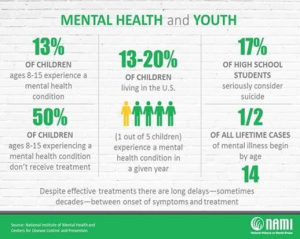 MENTAL HEALTH and YOUTH
13%
OF CHILDREN
ages 8-15 experience a
mental health
condition
13-20%
OF CHILDREN
living in the U.S.
17%
OF HIGH SCHOOL
STUDENTS
seriously consider
suicide
50%
OF CHILDREN
ages 8-15 experiencing a
mental health condition
don't receive treatment
(1 out of 5 children)
experience a mental
health condition in
a given year
1/2
OF ALL LIFETIME CASES
of mental illness begin
by age
14
Despite effective treatments there are long delays—sometimes
decades—between onset of symptoms and treatment
Source: National Institute of Mental Health and
Centers for Disease Control and Prevention
NAMI
National Alliance on Mental Illness